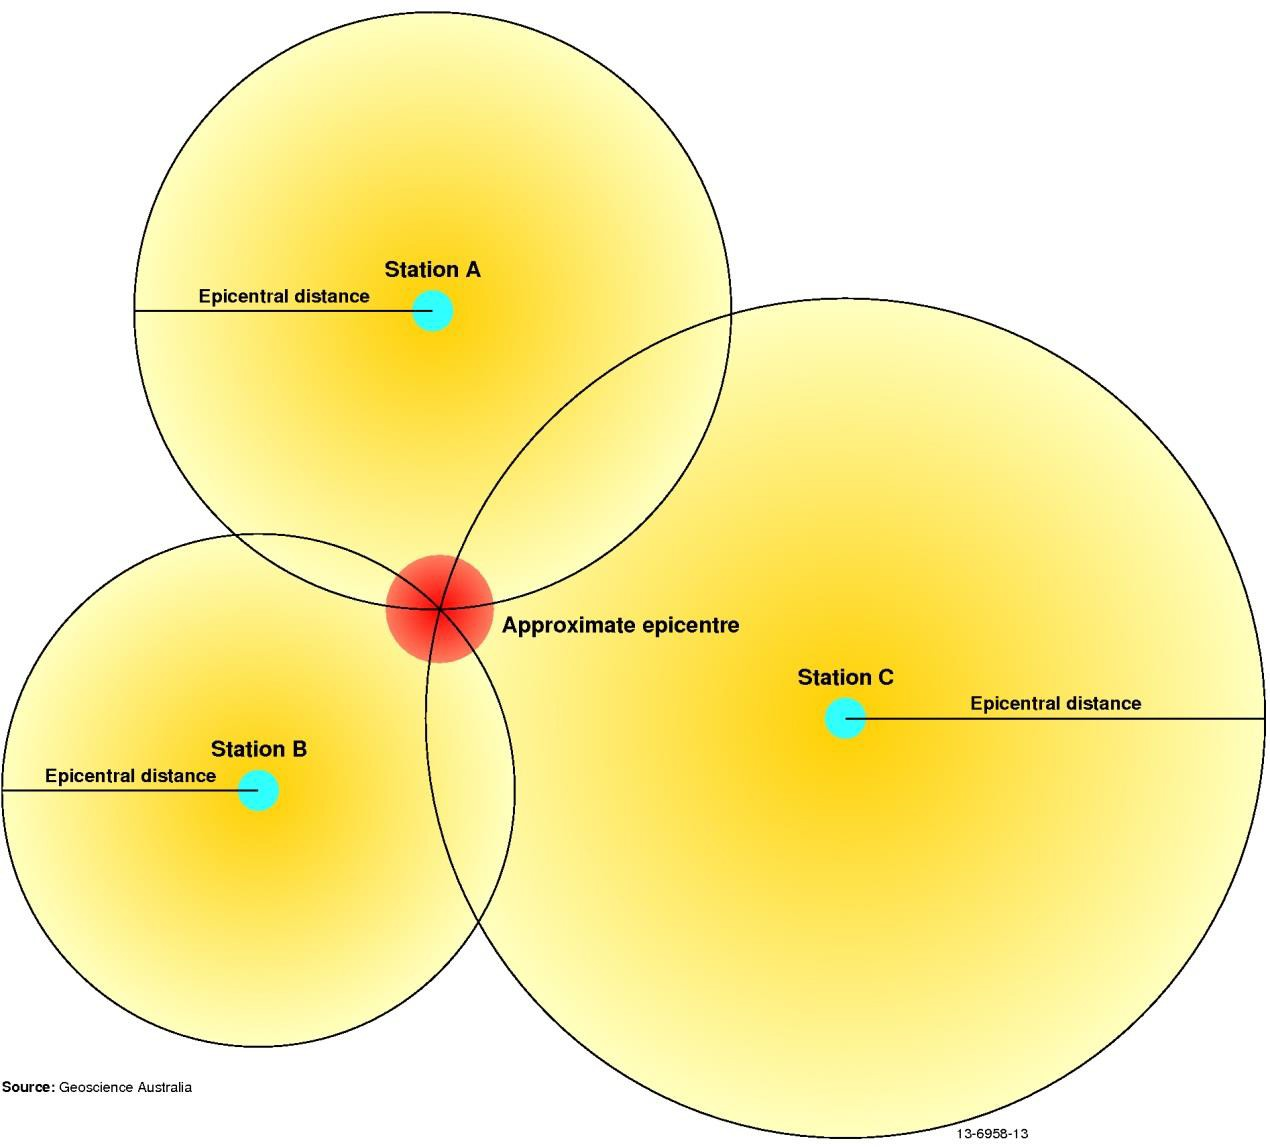 Station A
Epicentral distance
Approximate epicentre
Station C
Epicentral distance
Station B
Epicentral distance
Source: Geoscience Australia
13-6958-13